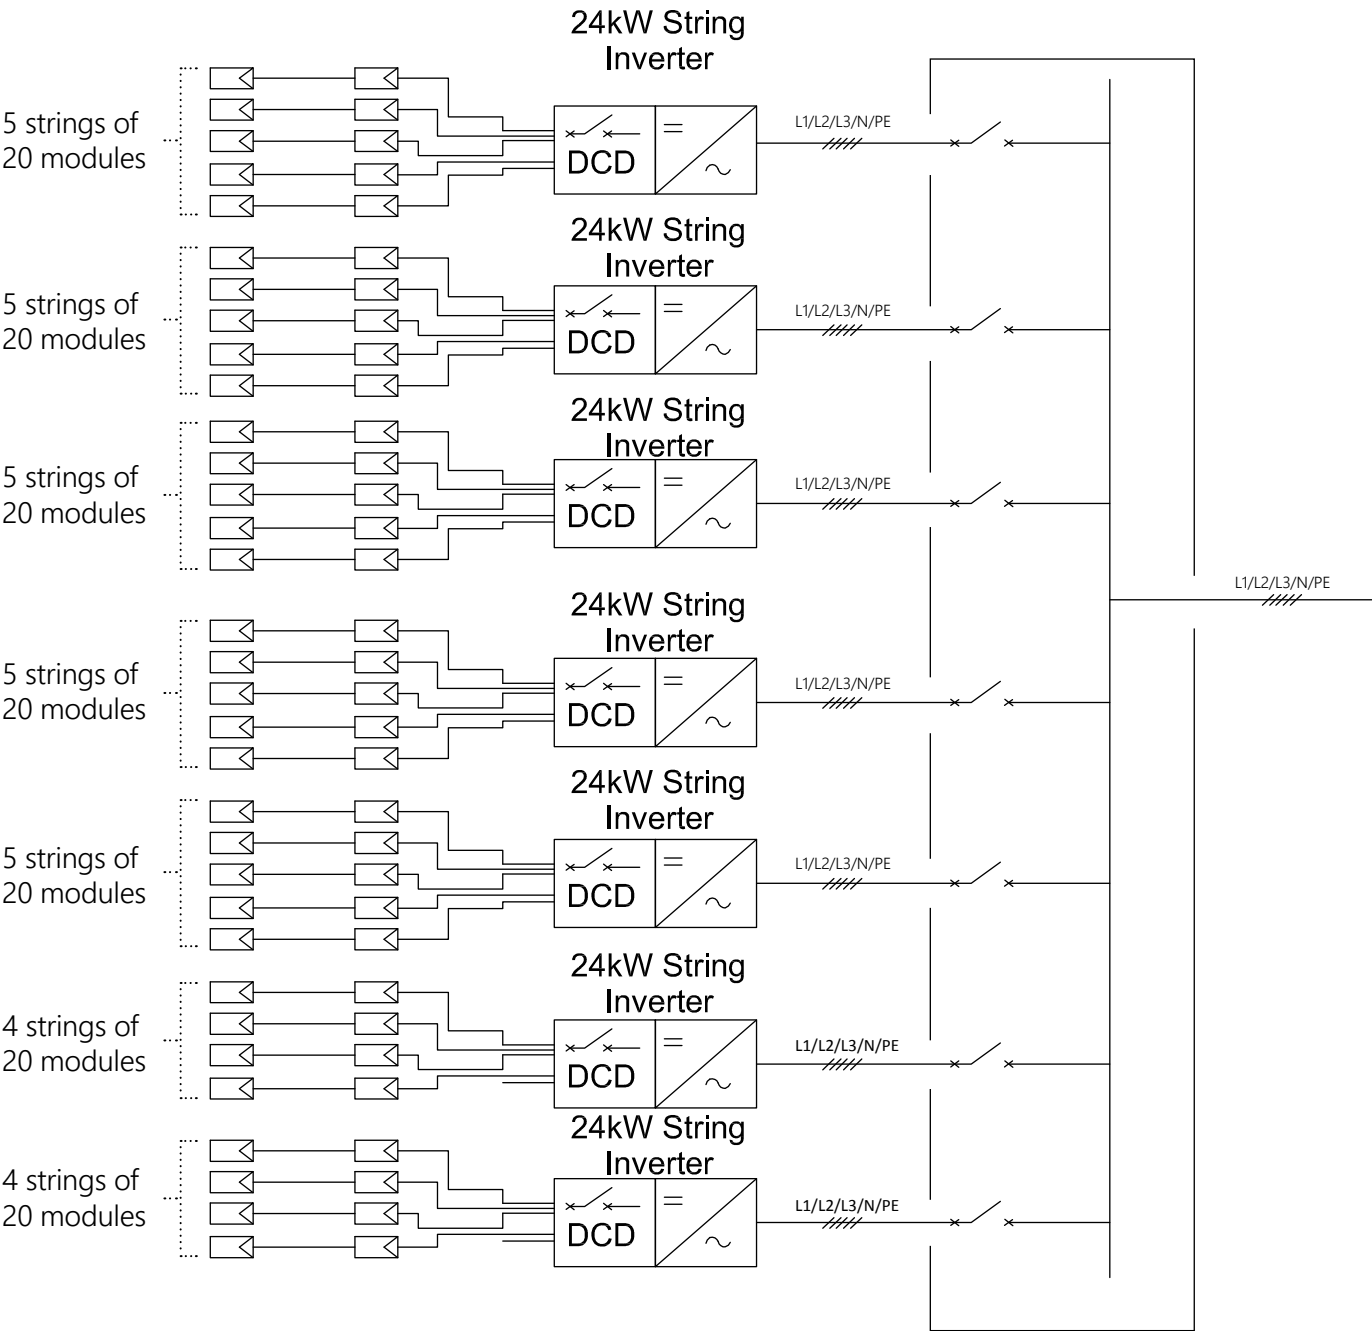 24kW String
Inverter
L1/L2/L3/N/PE
5 strings of
20 modules
DCD
24kW String
Inverter
L1/L2/L3/N/PE
5 strings of
20 modules
DCD
24kW String
Inverter
L1/L2/L3/N/PE
5 strings of
20 modules
DCD
L1/L2/L3/N/PE
24kW String
Inverter
L1/L2/L3/N/PE
5 strings of
20 modules
DCD
24kW String
Inverter
L1/L2/L3/N/PE
5 strings of
20 modules
DCD
24kW String
Inverter
L1/L2/L3/N/PE
4 strings of
20 modules
DCD
24kW String
Inverter
L1/L2/L3/N/PE
4 strings of
20 modules
DCD